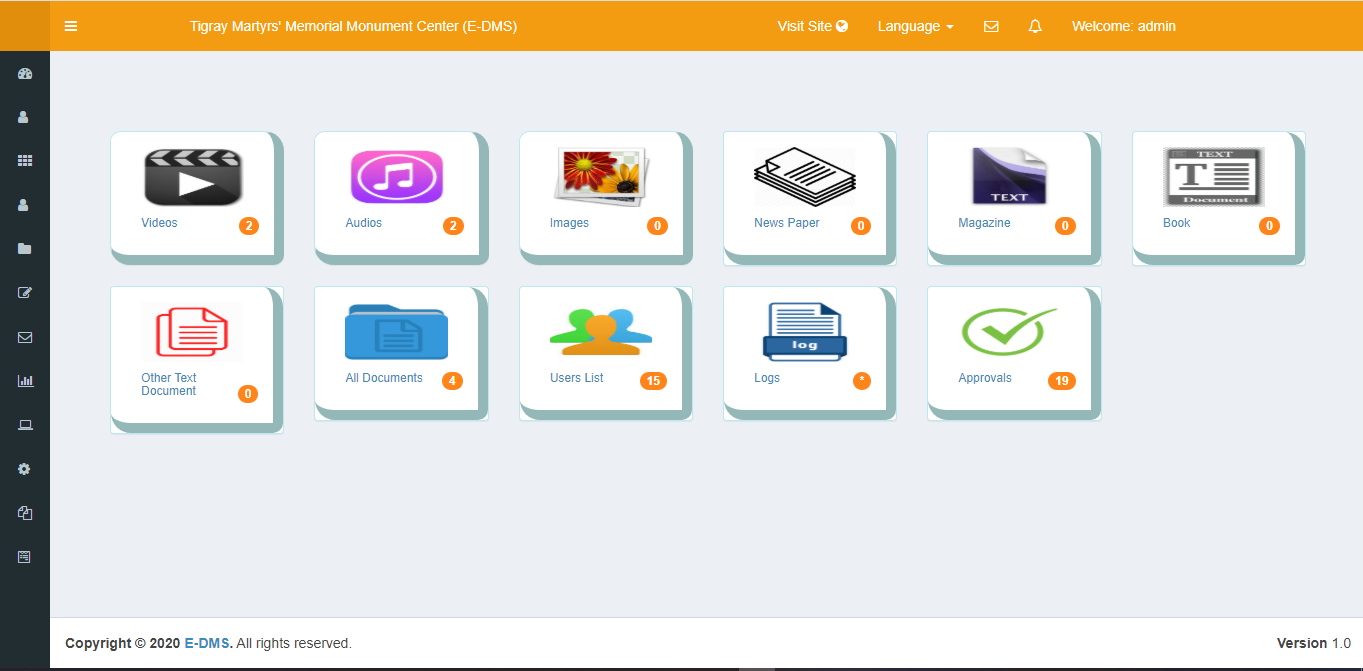 Tigray Martyrs' Memorial Monument Center (E-DMS)
Visit Site
Language
Welcome: admin
Videos 2
Audios 2
Images 0
News Paper 0
TEXT
Magazine 0
TEXT
T
Document
Book 0
Other Text
Document 0
All Documents 4
Users List 15
log
Logs *
Approvals 19
Copyright © 2020 E-DMS. All rights reserved.
Version 1.0